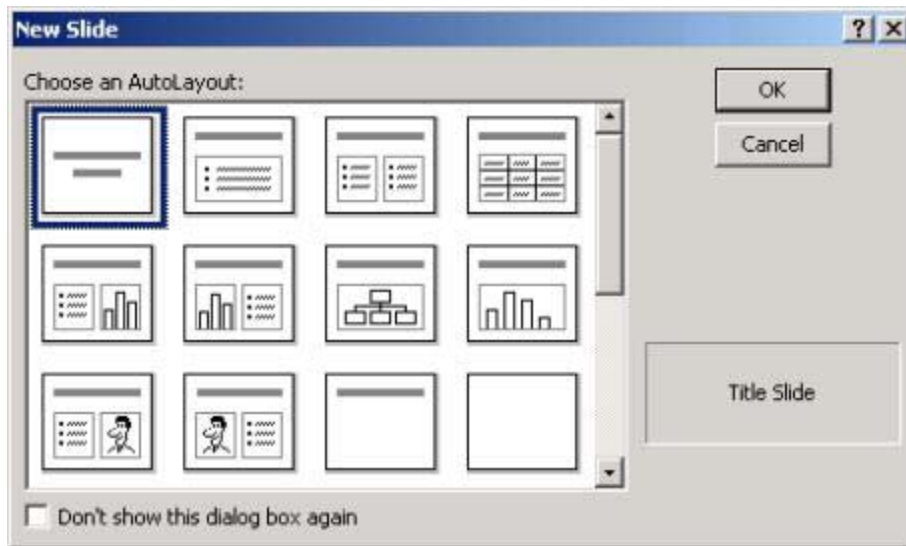 New Slide
Choose an AutoLayout:
OK
Cancel
Title Slide
Don't show this dialog box again